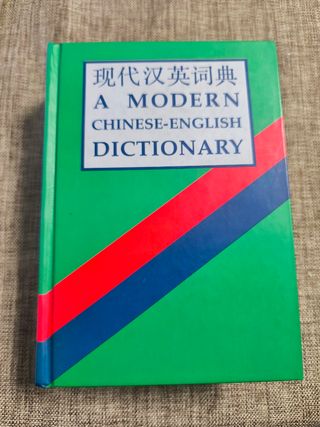 现代汉英词典
A MODERN
CHINESE-ENGLISH
DICTIONARY